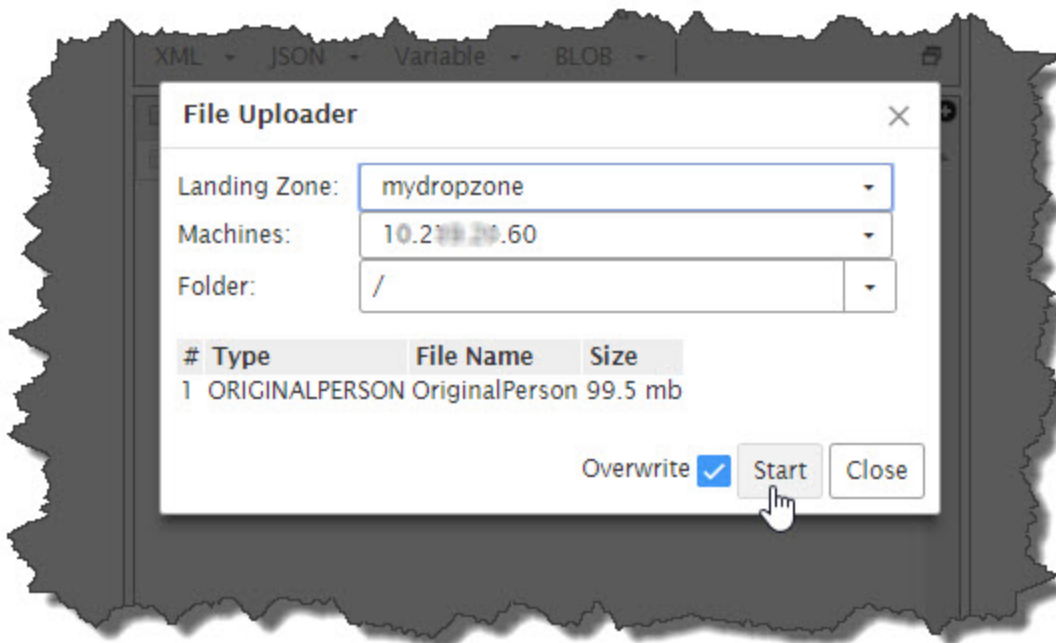 XML JSON Variable BLOB
File Uploader
Landing Zone: mydropzone
Machines:
Folder: /
# Type File Name Size
1 ORIGINALPERSON OriginalPerson 99.5 mb
Overwrite Start Close